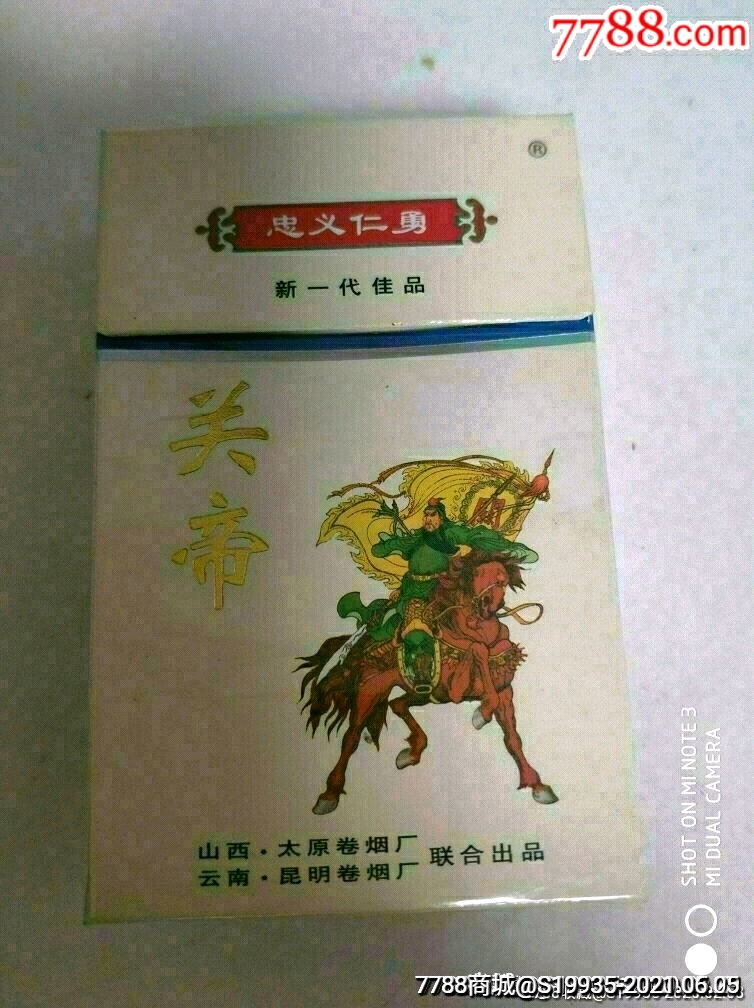 7788.com
®
忠义仁勇
新一代佳品
关帝
關
山西·太原卷烟厂
云南·昆明卷烟厂
联合出品
SHOT ON MI NOTE 3
MI DUAL CAMERA
7788商城@S19935-2021.06.05